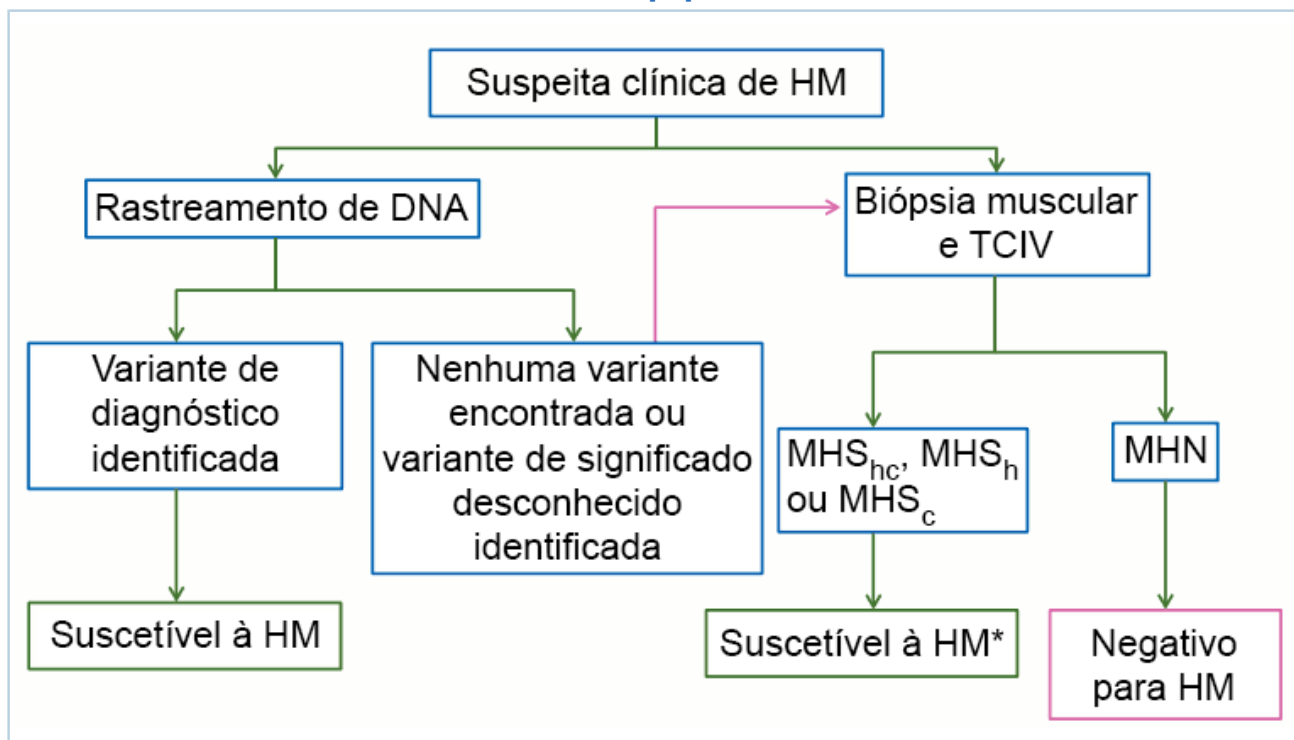 Suspeita clínica de HM
Rastreamento de DNA
Biópsia muscular
e TCIV
Variante de
diagnóstico
identificada
Nenhuma variante
encontrada ou
variante de significado
desconhecido
identificada
MHShc, MHSh
ou MHSc
MHN
Suscetível à HM
Suscetível à HM*
Negativo
para HM